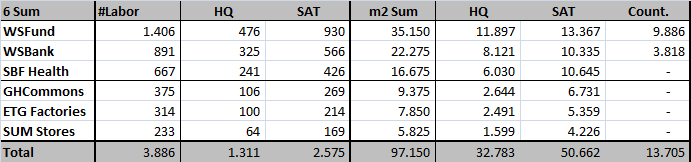 6 Sum #Labor HQ SAT m2 Sum HQ SAT Count.
WSFund 1.406 476 930 35.150 11.897 13.367 9.886
WSBank 891 325 566 22.275 8.121 10.335 3.818
SBF Health 667 241 426 16.675 6.030 10.645 -
GHCommons 375 106 269 9.375 2.644 6.731 -
ETG Factories 314 100 214 7.850 2.491 5.359 -
SUM Stores 233 64 169 5.825 1.599 4.226 -
Total 3.886 1.311 2.575 97.150 32.783 50.662 13.705